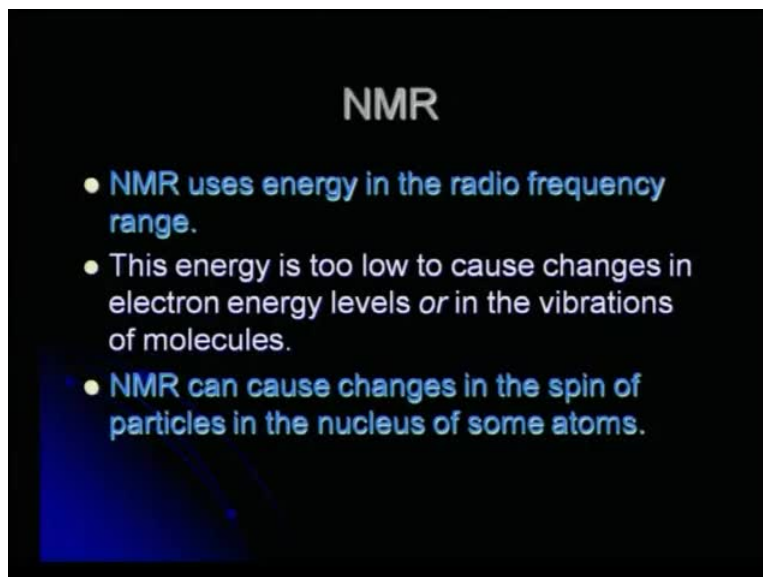 NMR
NMR uses energy in the radio frequency
range.
This energy is too low to cause changes in
electron energy levels or in the vibrations
of molecules.
NMR can cause changes in the spin of
particles in the nucleus of some atoms.